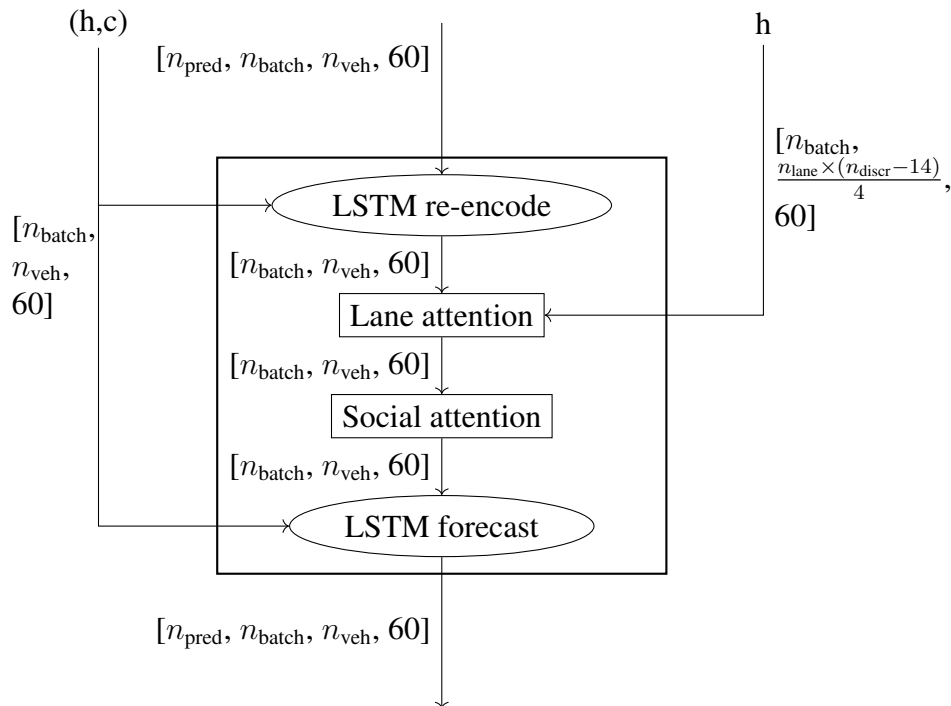 (h,c)
h
[n_pred, n_batch, n_veh, 60]
[n_batch,
n_lane×(n_discr−14)
4
,
60]
LSTM re-encode
[n_batch,
n_veh,
60]
[n_batch, n_veh, 60]
Lane attention
[n_batch, n_veh, 60]
Social attention
[n_batch, n_veh, 60]
LSTM forecast
[n_pred, n_batch, n_veh, 60]